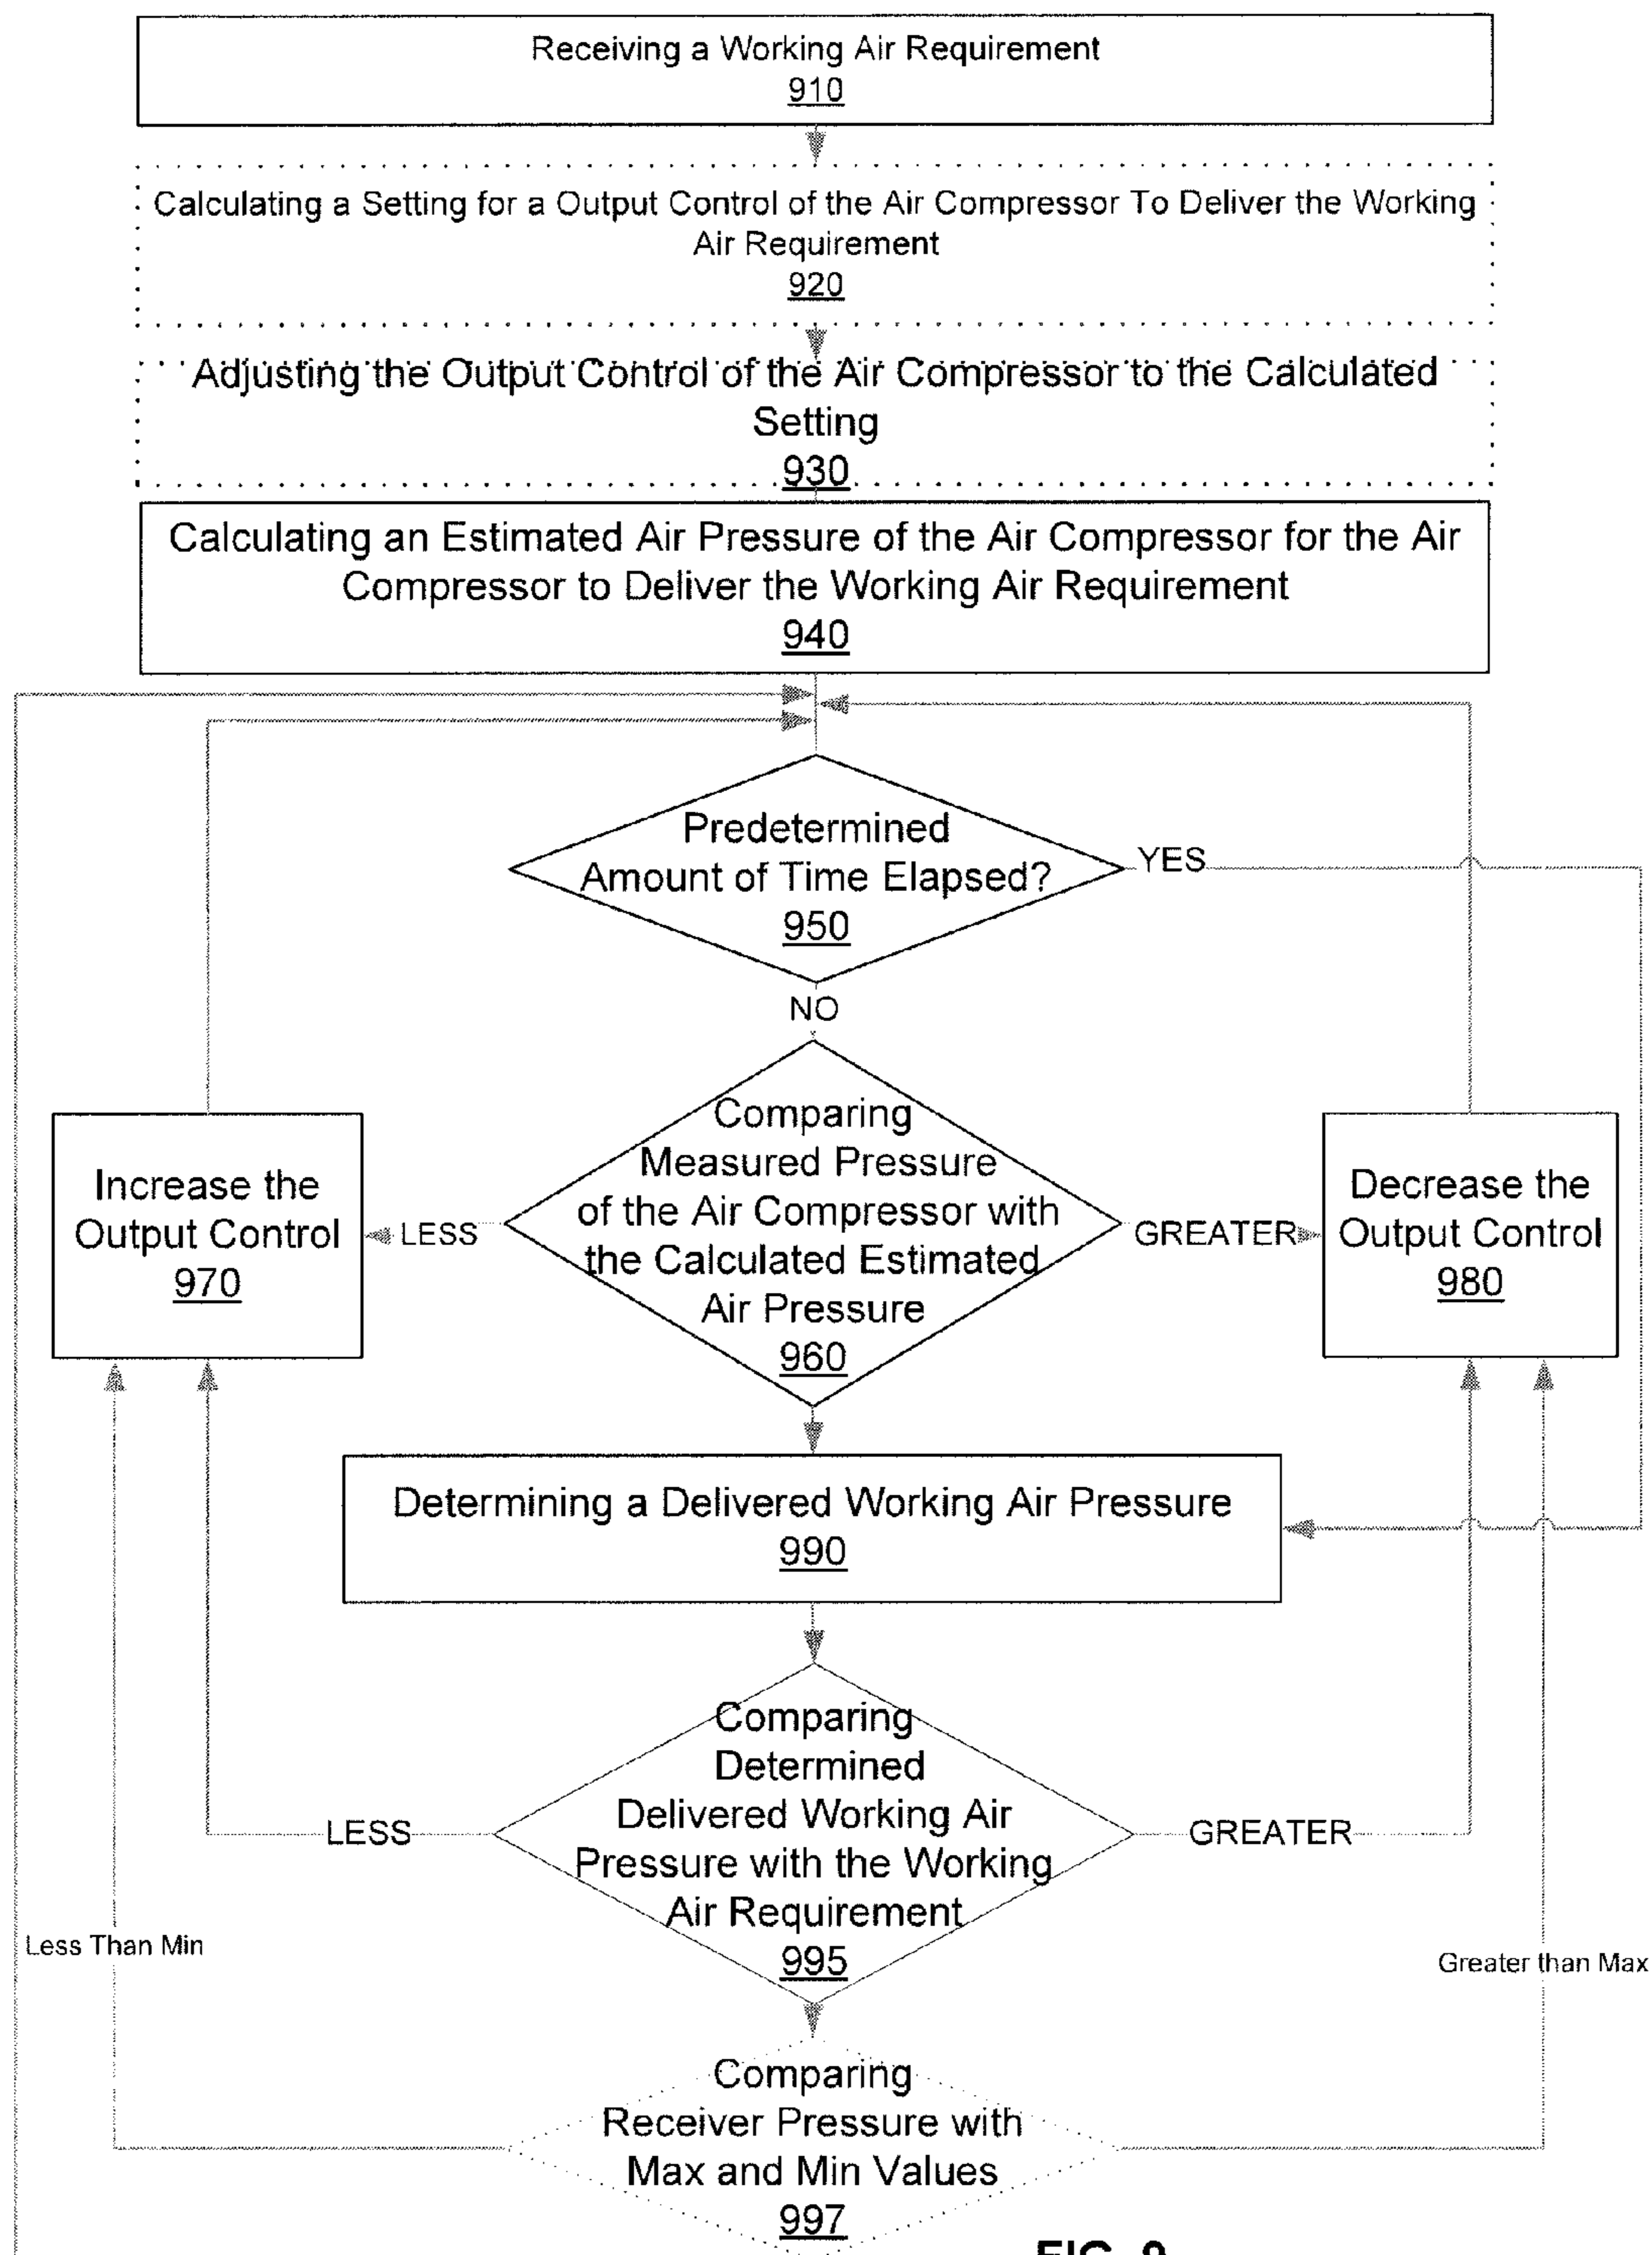 Receiving a Working Air Requirement
910
Calculating a Setting for a Output Control of the Air Compressor To Deliver the Working
Air Requirement
920
Adjusting the Output Control of the Air Compressor to the Calculated
Setting
930
Calculating an Estimated Air Pressure of the Air Compressor for the Air
Compressor to Deliver the Working Air Requirement
940
Predetermined
Amount of Time Elapsed?
950
YES
NO
Comparing
Measured Pressure
of the Air Compressor with
the Calculated Estimated
Air Pressure
960
LESS
GREATER
Increase the
Output Control
970
Decrease the
Output Control
980
Determining a Delivered Working Air Pressure
990
Comparing
Determined
Delivered Working Air
Pressure with the Working
Air Requirement
995
LESS
GREATER
Less Than Min
Greater than Max
Comparing
Receiver Pressure with
Max and Min Values
997
FIG. 9